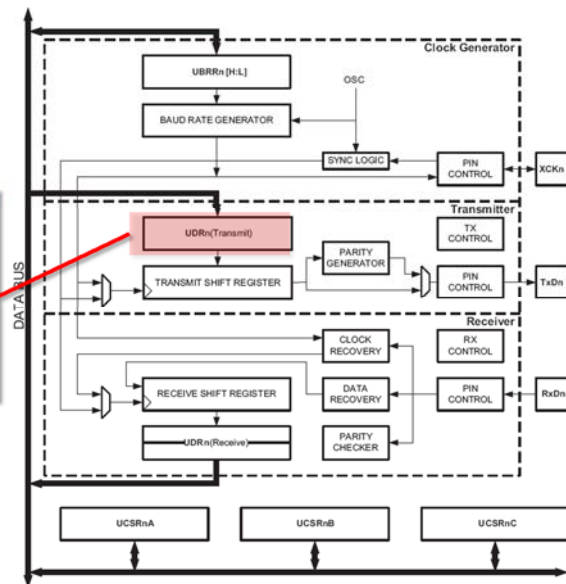 Clock Generator
UBRRn [H:L]
OSC
BAUD RATE GENERATOR
SYNC LOGIC
PIN
CONTROL
XCKn
Transmitter
UDRn(Transmit)
TX
CONTROL
PARITY
GENERATOR
TRANSMIT SHIFT REGISTER
PIN
CONTROL
TxDn
DATA BUS
Receiver
CLOCK
RECOVERY
RX
CONTROL
RECEIVE SHIFT REGISTER
DATA
RECOVERY
PIN
CONTROL
RxDn
UDRn(Receive)
PARITY
CHECKER
UCSRnA
UCSRnB
UCSRnC